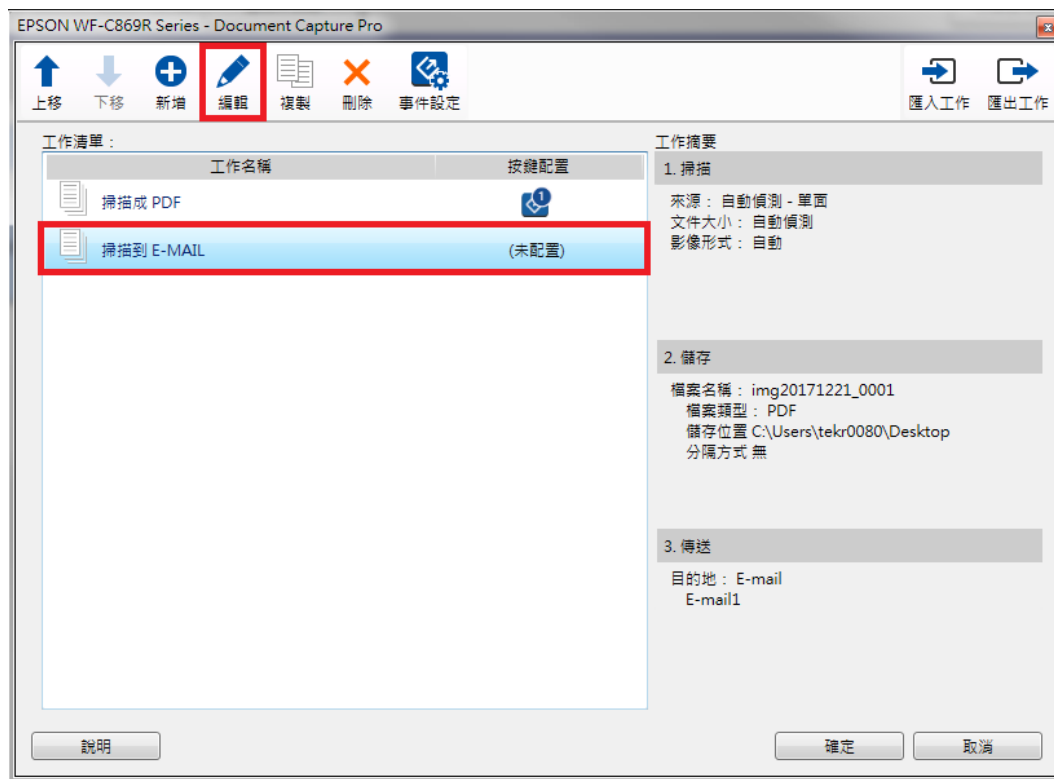 EPSON WF-C869R Series - Document Capture Pro
上移 下移 新增 編輯 複製 刪除 事件設定 匯入工作 匯出工作
工作清單：
工作名稱 按鍵配置
掃描成 PDF 1
掃描到 E-MAIL (未配置)
工作摘要
1. 掃描
來源： 自動偵測 - 單面
文件大小： 自動偵測
影像形式： 自動
2. 儲存
檔案名稱： img20171221_0001
檔案類型： PDF
儲存位置 C:\Users\tekr0080\Desktop
分隔方式 無
3. 傳送
目的地： E-mail
E-mail1
說明 確定 取消